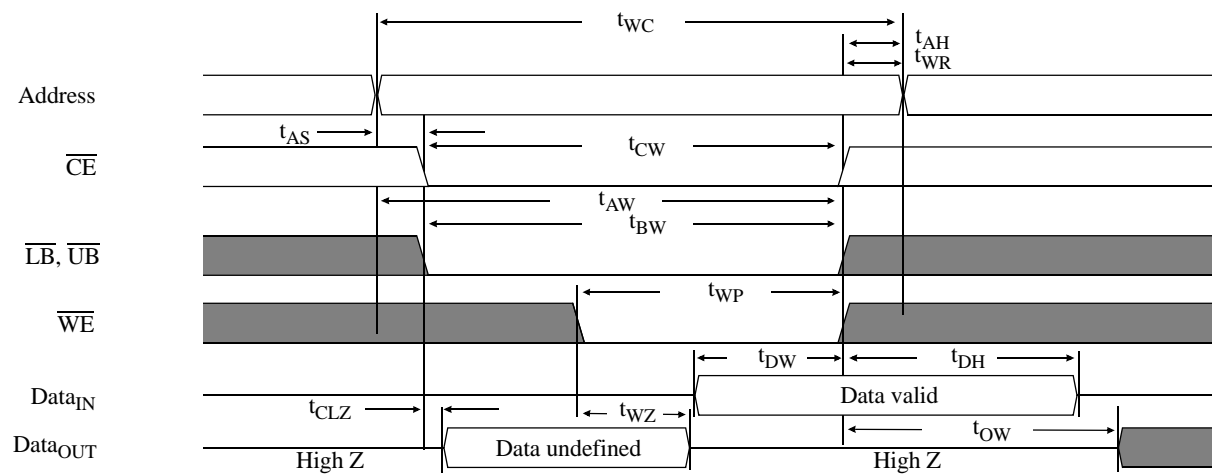 tWC
tAH
tWR
Address
tAS
tCW
CE
tAW
tBW
LB, UB
tWP
WE
tDW
tDH
DataIN
Data valid
tCLZ
tWZ
tOW
DataOUT
Data undefined
High Z
High Z